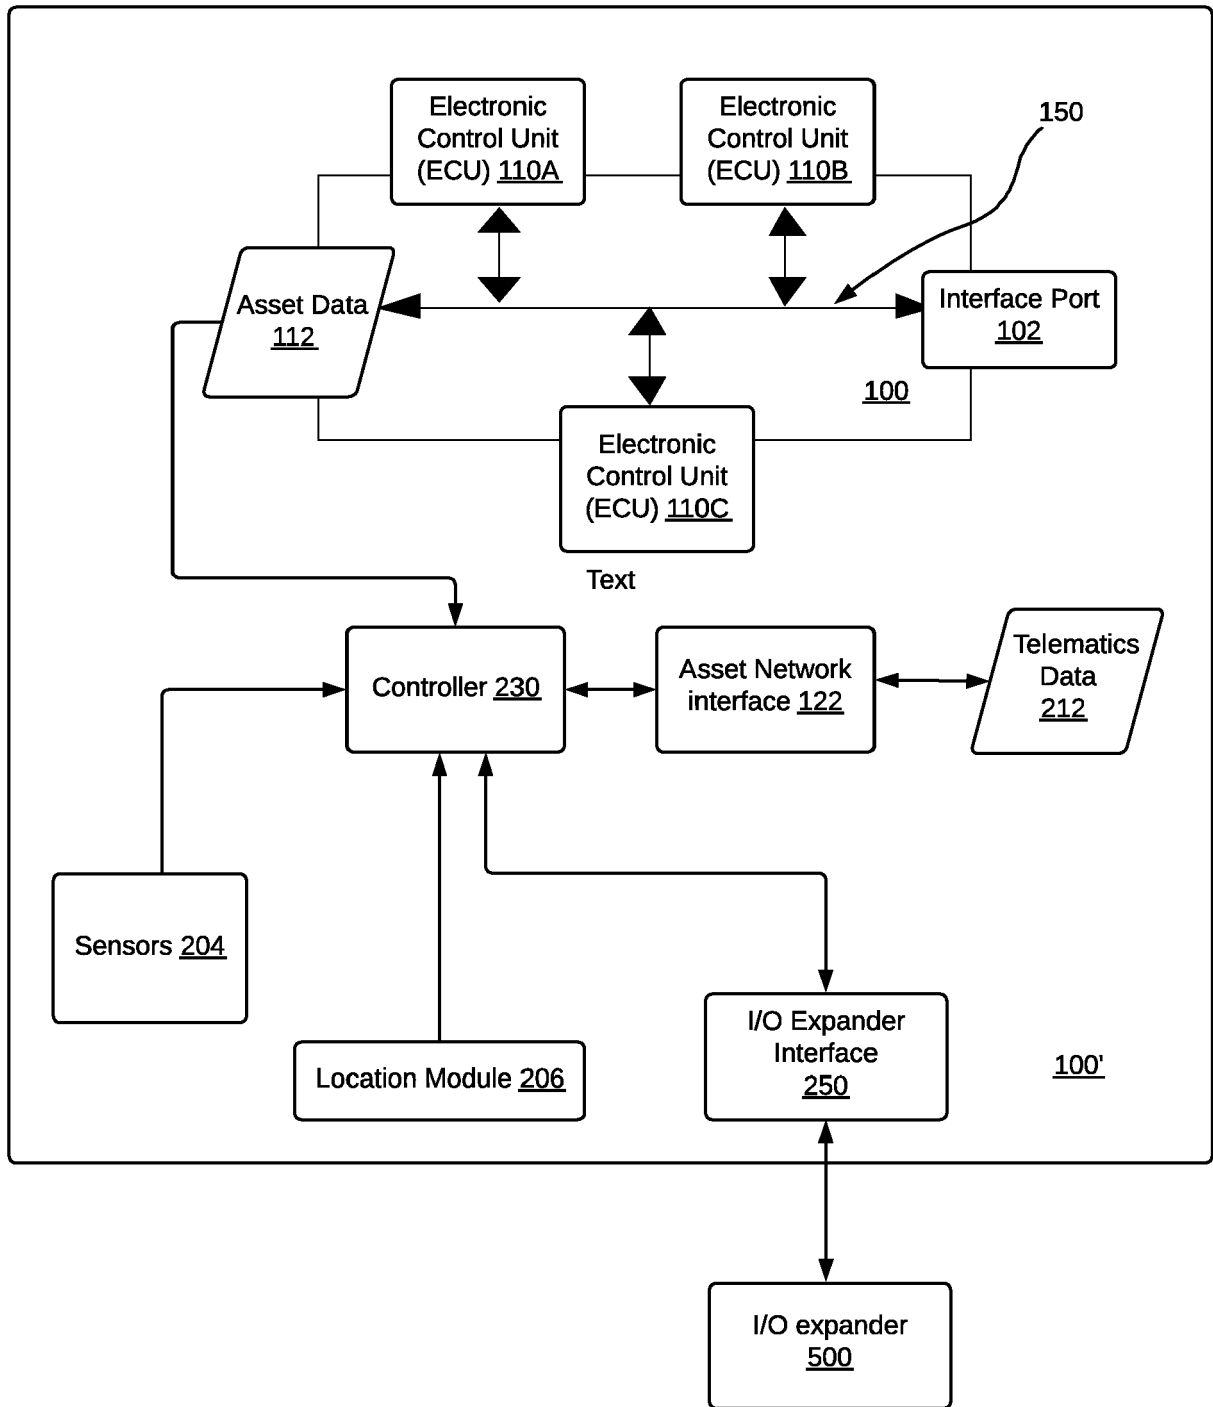 Electronic
Control Unit
(ECU) 110A
Electronic
Control Unit
(ECU) 110B
150
Asset Data
112
Interface Port
102
100
Electronic
Control Unit
(ECU) 110C
Text
Controller 230
Asset Network
interface 122
Telematics
Data
212
Sensors 204
Location Module 206
I/O Expander
Interface
250
100'
I/O expander
500